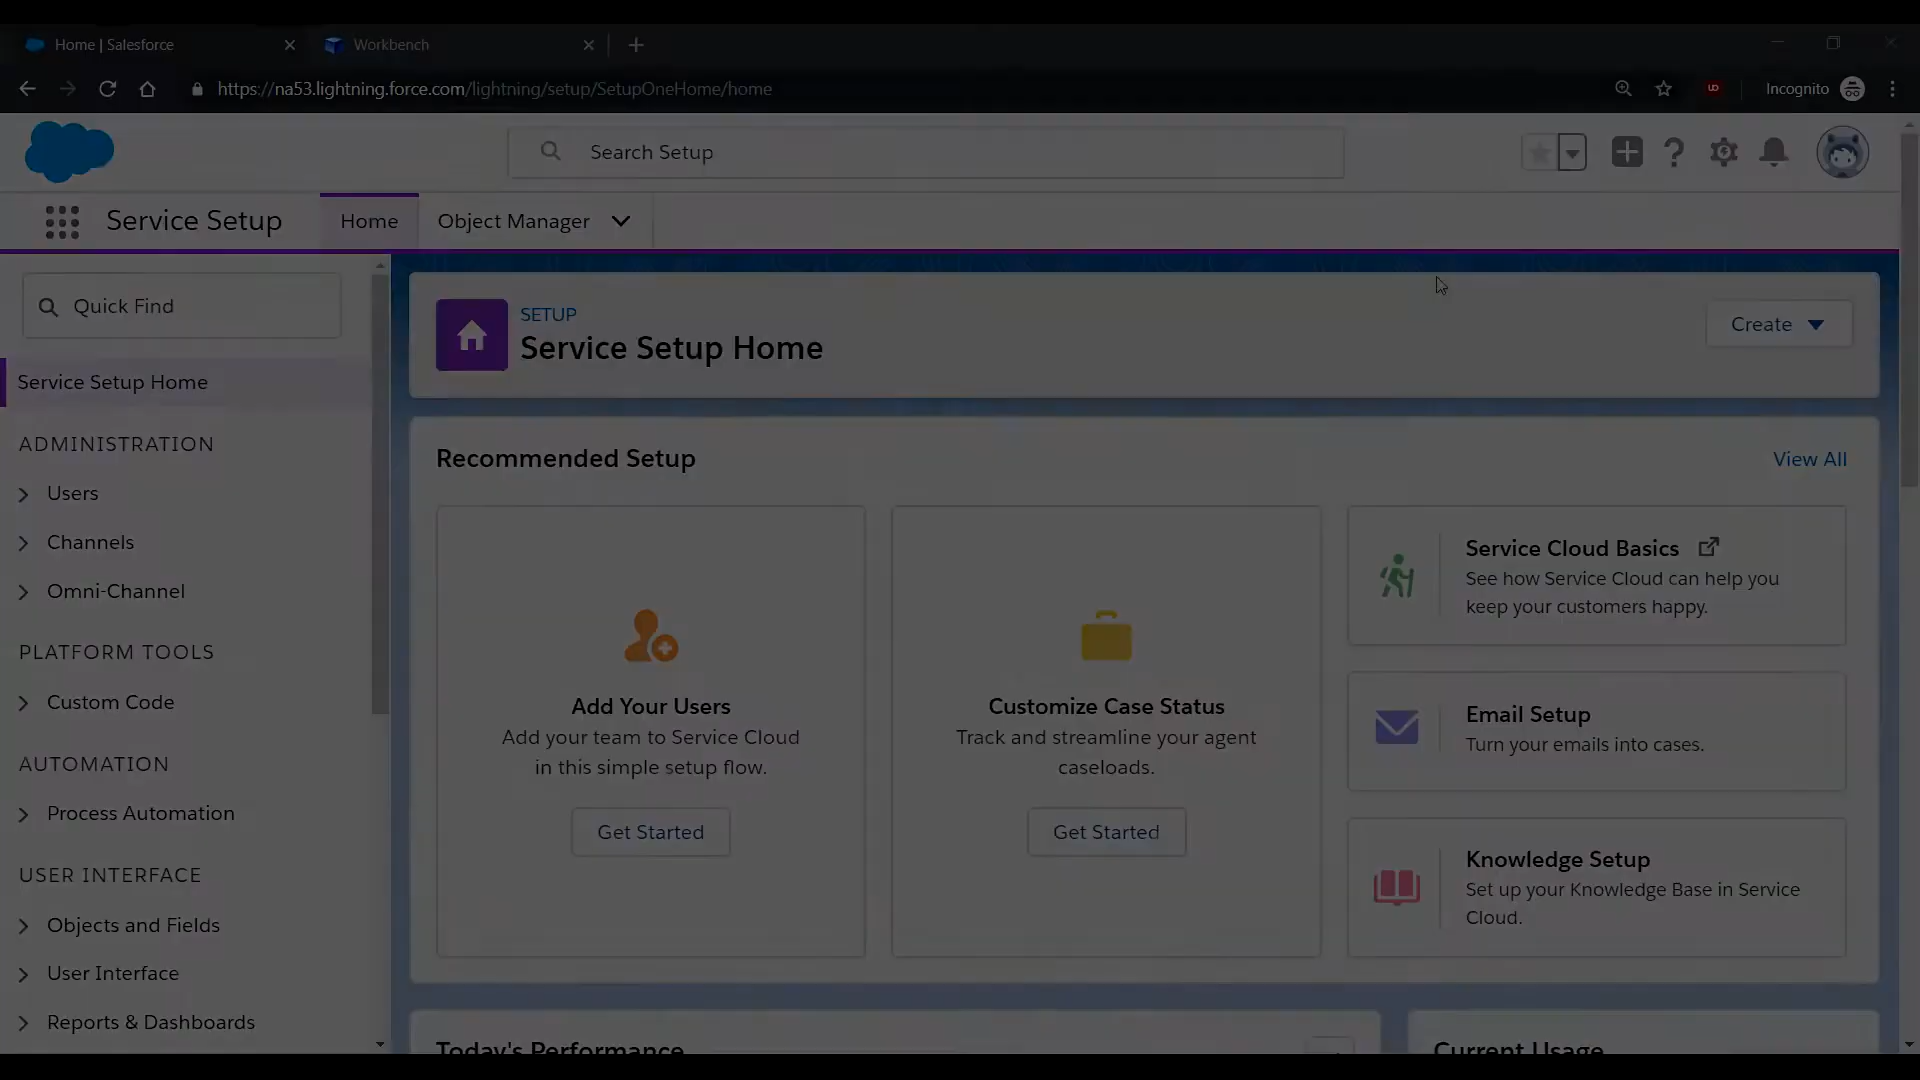 Home | Salesforce
Workbench
https://na53.lightning.force.com/lightning/setup/SetupOneHome/home
Incognito
Search Setup
Service Setup
Home
Object Manager
Quick Find
Service Setup Home
ADMINISTRATION
Users
Channels
Omni-Channel
PLATFORM TOOLS
Custom Code
AUTOMATION
Process Automation
USER INTERFACE
Objects and Fields
User Interface
Reports & Dashboards
SETUP
Service Setup Home
Create
Recommended Setup
View All
Add Your Users
Add your team to Service Cloud
in this simple setup flow.
Get Started
Customize Case Status
Track and streamline your agent
caseloads.
Get Started
Service Cloud Basics
See how Service Cloud can help you
keep your customers happy.
Email Setup
Turn your emails into cases.
Knowledge Setup
Set up your Knowledge Base in Service
Cloud.
Today's Performance
Current Usage